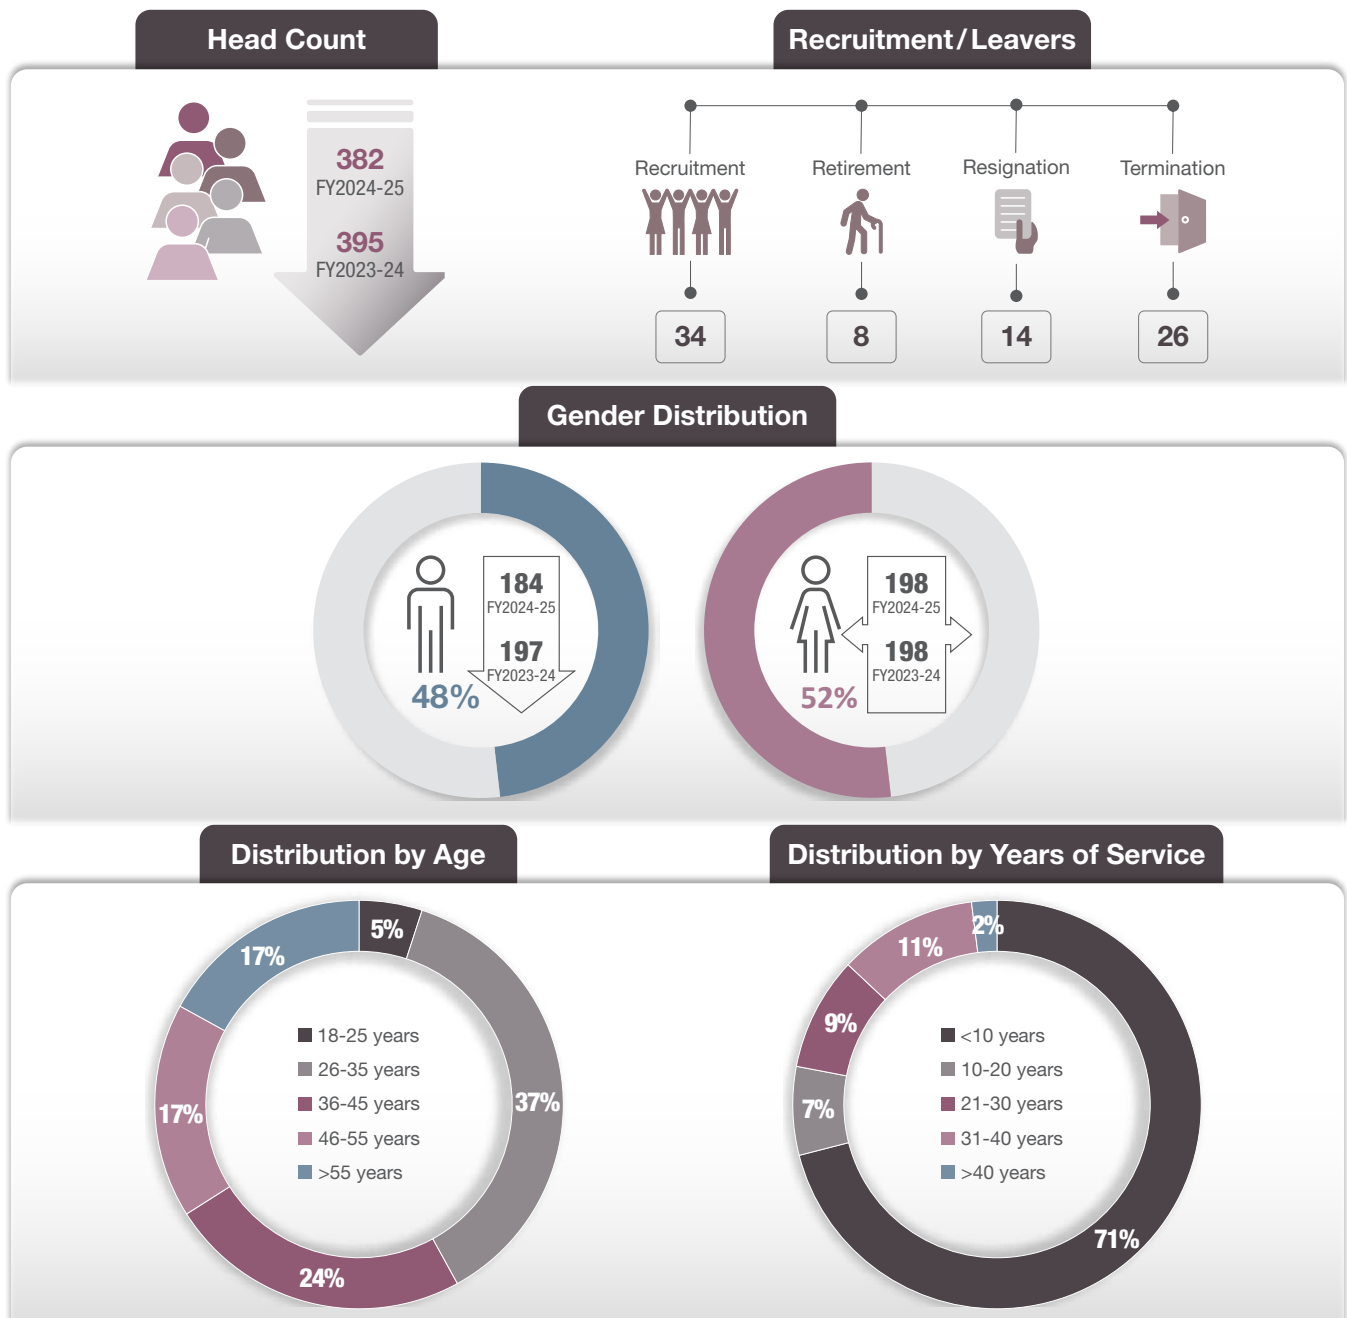 Head Count
Recruitment/Leavers
382
FY2024-25
395
FY2023-24
Recruitment
Retirement
Resignation
Termination
34
8
14
26
Gender Distribution
184
FY2024-25
197
FY2023-24
48%
198
FY2024-25
198
FY2023-24
52%
Distribution by Age
5%
37%
24%
17%
17%
18-25 years
26-35 years
36-45 years
46-55 years
>55 years
Distribution by Years of Service
2%
11%
9%
7%
71%
<10 years
10-20 years
21-30 years
31-40 years
>40 years